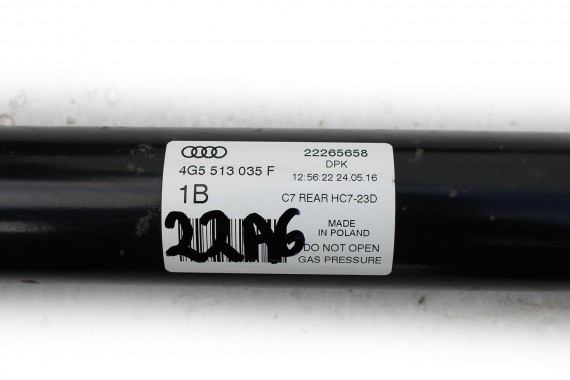 22265658
4G5 513 035 F
DPK
12:56:22 24.05.16
1B
C7 REAR HC7-23D
22A6
MADE
IN POLAND
DO NOT OPEN
GAS PRESSURE